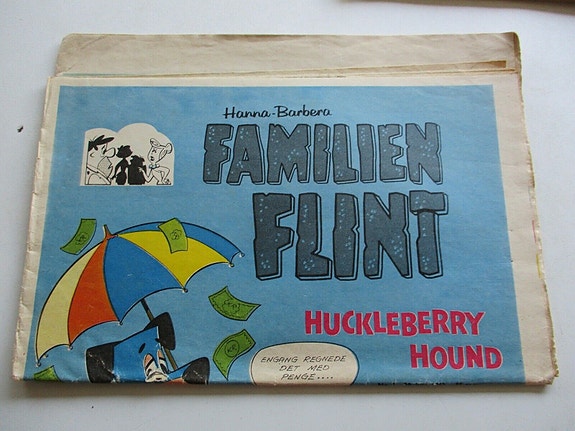 Hanna-Barbera
FAMILIEN
FLINT
HUCKLEBERRY
HOUND
ENGANG REGNEDE
DET MED
PENGE....